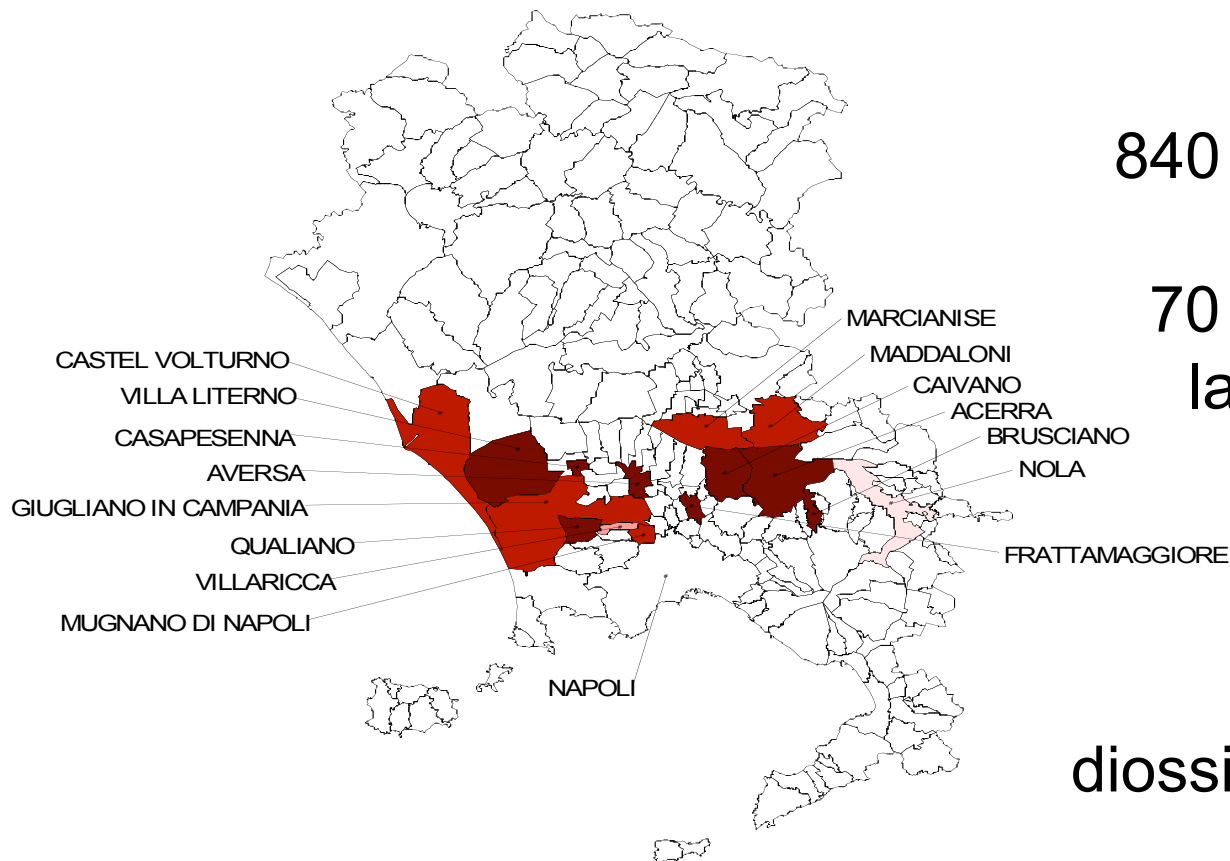 840
70
la
MARCIANISE
MADDALONI
CAIVANO
ACERRA
BRUSCIANO
NOLA
FRATTAMAGGIORE
CASTEL VOLTURNO
VILLA LITERNO
CASAPESENNA
AVERSA
GIUGLIANO IN CAMPANIA
QUALIANO
VILLARICCA
MUGNANO DI NAPOLI
NAPOLI
diossi